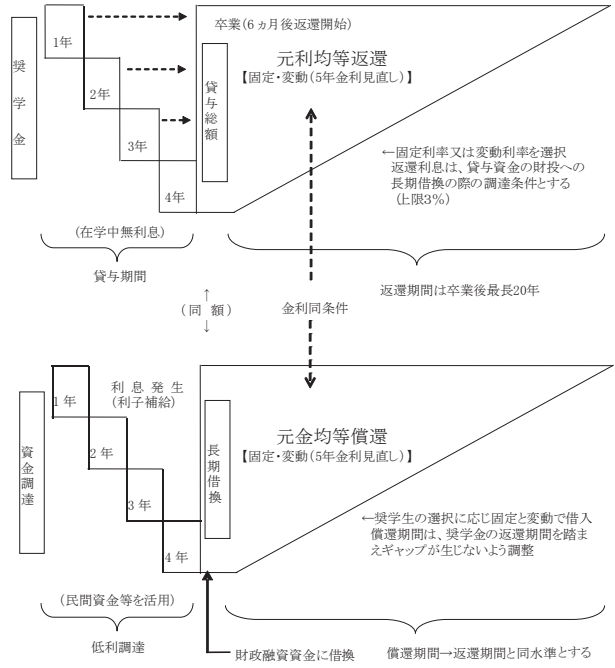 卒業(6ヵ月後返還開始)
1年
2年
3年
4年
奨学金
貸与総額
元利均等返還
【固定・変動(5年金利見直し)】
←固定利率又は変動利率を選択
返還利息は、貸与資金の財投への
長期借換の際の調達条件とする
(上限3%)
(在学中無利息)
貸与期間
返還期間は卒業後最長20年
↑
(同 額)
↓
金利同条件
利 息 発 生
(利子補給)
1年
2年
3年
4年
資金調達
長期借換
元金均等償還
【固定・変動(5年金利見直し)】
←奨学生の選択に応じ固定と変動で借入
償還期間は、奨学金の返還期間を踏ま
えギャップが生じないよう調整
(民間資金等を活用)
低利調達
財政融資資金に借換
償還期間→返還期間と同水準とする